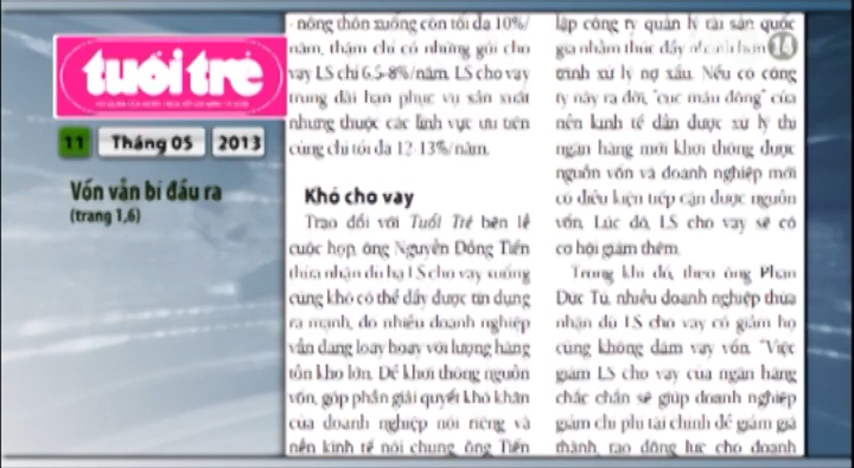 tuổi trẻ
11 Tháng 05 2013
Vốn vẫn bí đầu ra
(trang 1,6)
nông thôn xuống còn tối đa 10%/
năm, thậm chí có những gói cho
vay LS chỉ 6,5-8%/năm. LS cho vay
trung dài hạn phục vụ sản xuất
nhưng thuộc các lĩnh vực ưu tiên
cũng chỉ tối đa 12-13%/năm.
Khó cho vay
Trao đổi với Tuổi Trẻ bên lề
cuộc họp, ông Nguyễn Đồng Tiến
thừa nhận dù hạ LS cho vay xuống
cũng khó có thể đẩy được tín dụng
ra mạnh, do nhiều doanh nghiệp
vẫn đang loay hoay với lượng hàng
tồn kho lớn. Để khơi thông nguồn
vốn, góp phần giải quyết khó khăn
của doanh nghiệp nói riêng và
nền kinh tế nói chung, ông Tiến
lập công ty quản lý tài sản quốc
gia nhằm thúc đẩy
14
trình xử lý nợ xấu. Nếu có công
ty này ra đời, "cục máu đông" của
nền kinh tế dần được xử lý thì
ngân hàng mới khơi thông được
nguồn vốn và doanh nghiệp mới
có điều kiện tiếp cận được nguồn
vốn. Lúc đó, LS cho vay sẽ có
cơ hội giảm thêm.
Trong khi đó, theo ông Phan
Đức Tú, nhiều doanh nghiệp thừa
nhận dù LS cho vay có giảm họ
cũng không dám vay vốn. "Việc
giảm LS cho vay của ngân hàng
chắc chắn sẽ giúp doanh nghiệp
giảm chi phí tài chính để giảm giá
thành, tạo động lực cho doanh